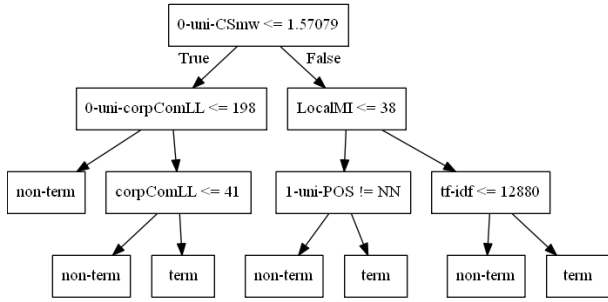 0-uni-CSmw <= 1.57079
True
False
0-uni-corpComLL <= 198
LocalMI <= 38
non-term
corpComLL <= 41
1-uni-POS != NN
tf-idf <= 12880
non-term
term
non-term
term
non-term
term